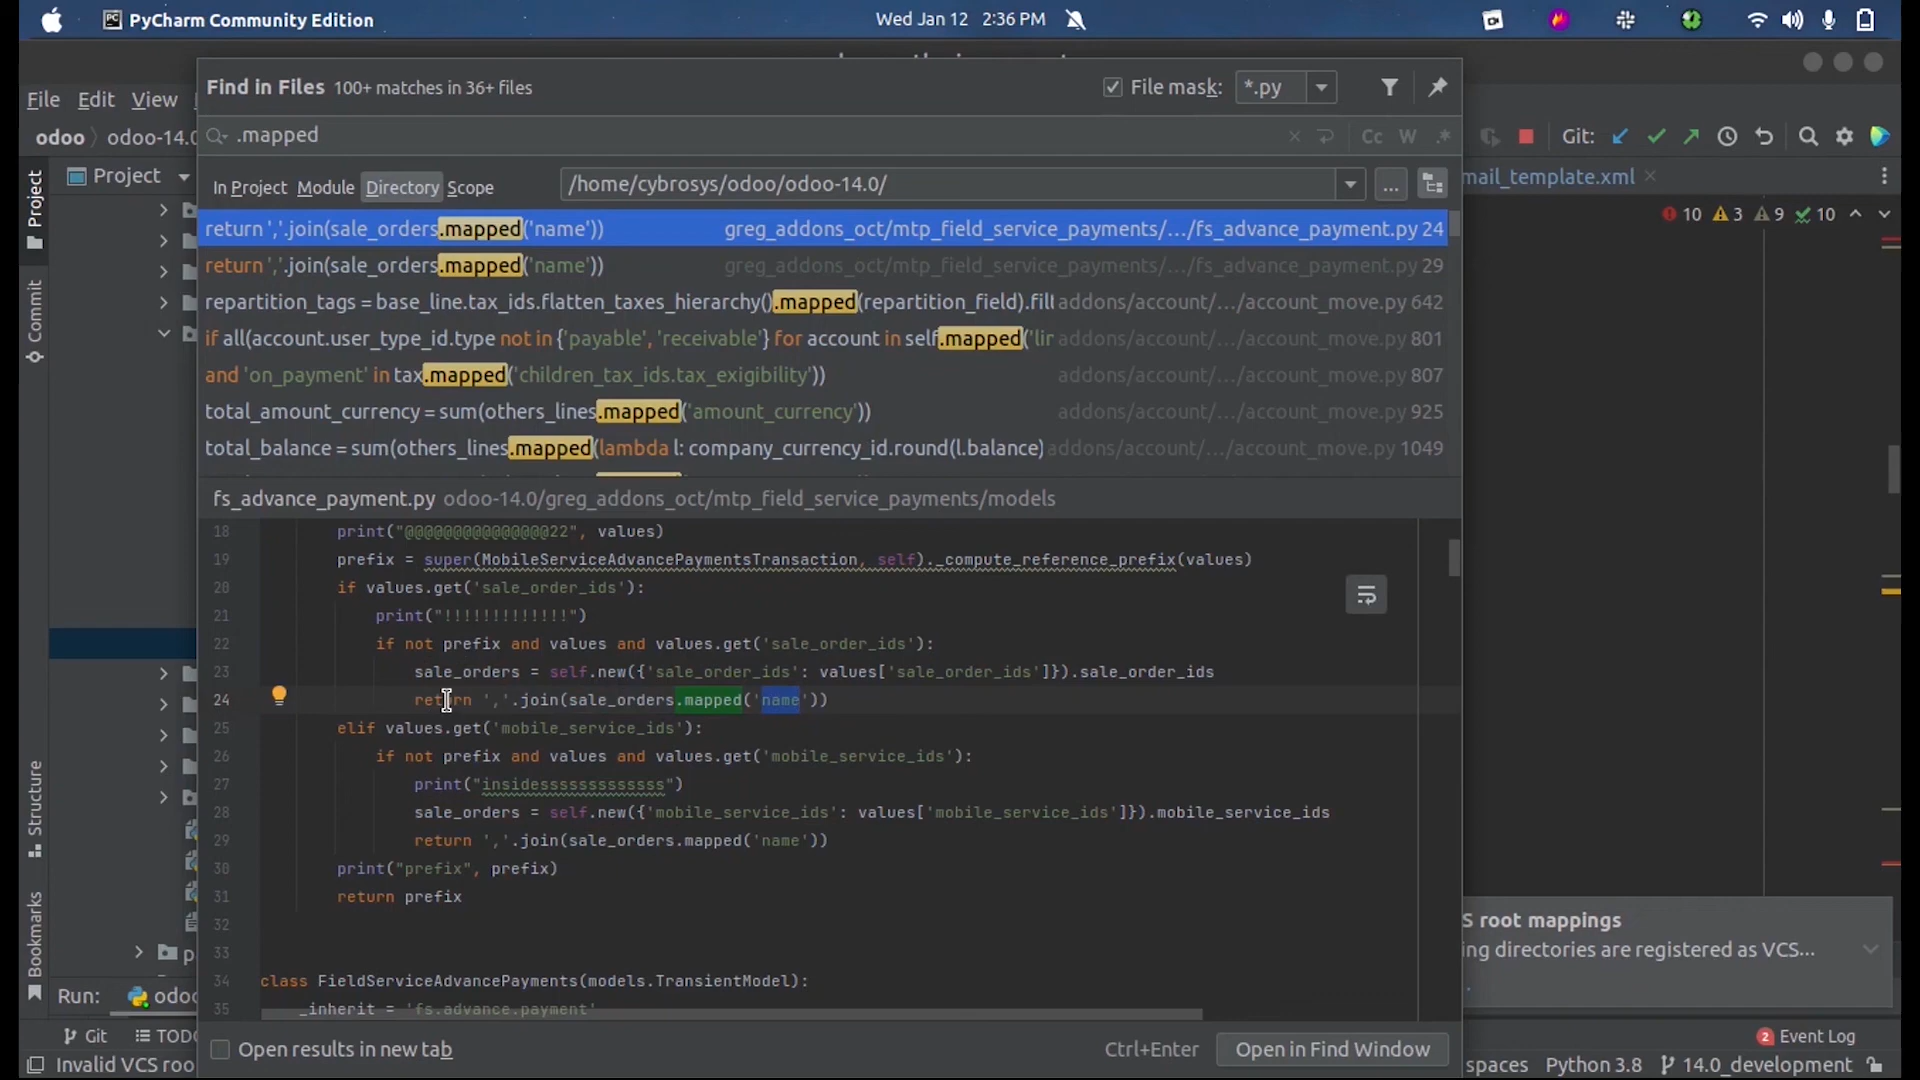 PyCharm Community Edition
Wed Jan 12 2:36 PM
File Edit View
Find in Files 100+ matches in 36+ files
File mask: *.py
odoo odoo-14.0
.mapped
Cc W .*
Git:
Project
In Project Module Directory Scope
/home/cybrosys/odoo/odoo-14.0/
...
mail_template.xml
10 3 9 10
return ','.join(sale_orders.mapped('name')) greg_addons_oct/mtp_field_service_payments/.../fs_advance_payment.py 24
return ','.join(sale_orders.mapped('name')) greg_addons_oct/mtp_field_service_payments/.../fs_advance_payment.py 29
repartition_tags = base_line.tax_ids.flatten_taxes_hierarchy().mapped(repartition_field).filt addons/account/.../account_move.py 642
if all(account.user_type_id.type not in {'payable', 'receivable'} for account in self.mapped('lin addons/account/.../account_move.py 801
and 'on_payment' in tax.mapped('children_tax_ids.tax_exigibility')) addons/account/.../account_move.py 807
total_amount_currency = sum(others_lines.mapped('amount_currency')) addons/account/.../account_move.py 925
total_balance = sum(others_lines.mapped(lambda l: company_currency_id.round(l.balance) addons/account/.../account_move.py 1049
fs_advance_payment.py odoo-14.0/greg_addons_oct/mtp_field_service_payments/models
18 print("@@@@@@@@@@@@@@@22", values)
19 prefix = super(MobileServiceAdvancePaymentsTransaction, self)._compute_reference_prefix(values)
20 if values.get('sale_order_ids'):
21 print("!!!!!!!!!!!!!")
22 if not prefix and values and values.get('sale_order_ids'):
23 sale_orders = self.new({'sale_order_ids': values['sale_order_ids']}).sale_order_ids
24 return ','.join(sale_orders.mapped('name'))
25 elif values.get('mobile_service_ids'):
26 if not prefix and values and values.get('mobile_service_ids'):
27 print("insidesssssssssssss")
28 sale_orders = self.new({'mobile_service_ids': values['mobile_service_ids']}).mobile_service_ids
29 return ','.join(sale_orders.mapped('name'))
30 print("prefix", prefix)
31 return prefix
32
33
34 class FieldServiceAdvancePayments(models.TransientModel):
35 _inherit = 'fs.advance.payment'
Project
Commit
Structure
Bookmarks
p
S root mappings
ing directories are registered as VCS...
Run: odoo
Git TODO
Open results in new tab
Ctrl+Enter Open in Find Window
2 Event Log
Invalid VCS roo
spaces Python 3.8 14.0_development